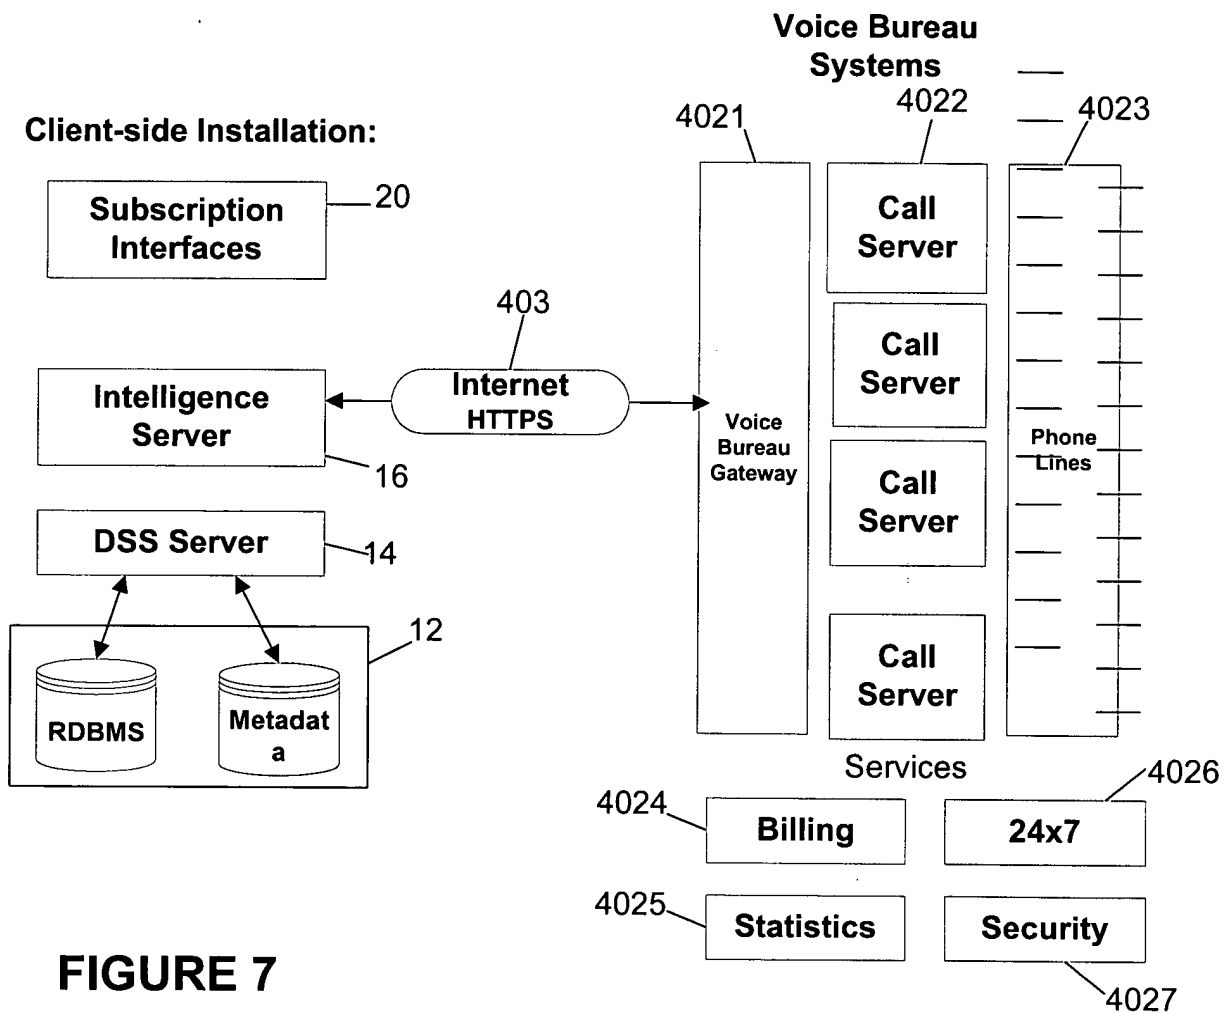 Voice Bureau
Systems
4021
4022
4023
Client-side Installation:
Subscription
Interfaces
20
Call
Server
403
Internet
HTTPS
Intelligence
Server
16
Call
Server
Voice
Bureau
Gateway
Phone
Lines
DSS Server
14
Call
Server
12
RDBMS
Metadat
a
Call
Server
Services
4024
Billing
4026
24x7
4025
Statistics
Security
4027
FIGURE 7